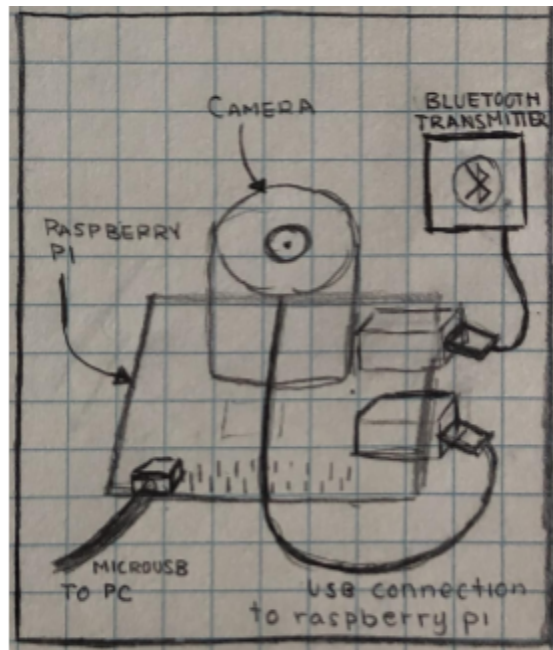 CAMERA
BLUETOOTH
TRANSMITTER
RASPBERRY
PI
MICROUSB
TO PC
USB connection
to raspberry pi